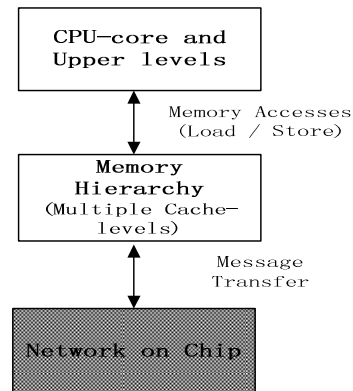 CPU-core and
Upper levels
Memory Accesses
(Load / Store)
Memory
Hierarchy
(Multiple Cache-
levels)
Message
Transfer
Network on Chip